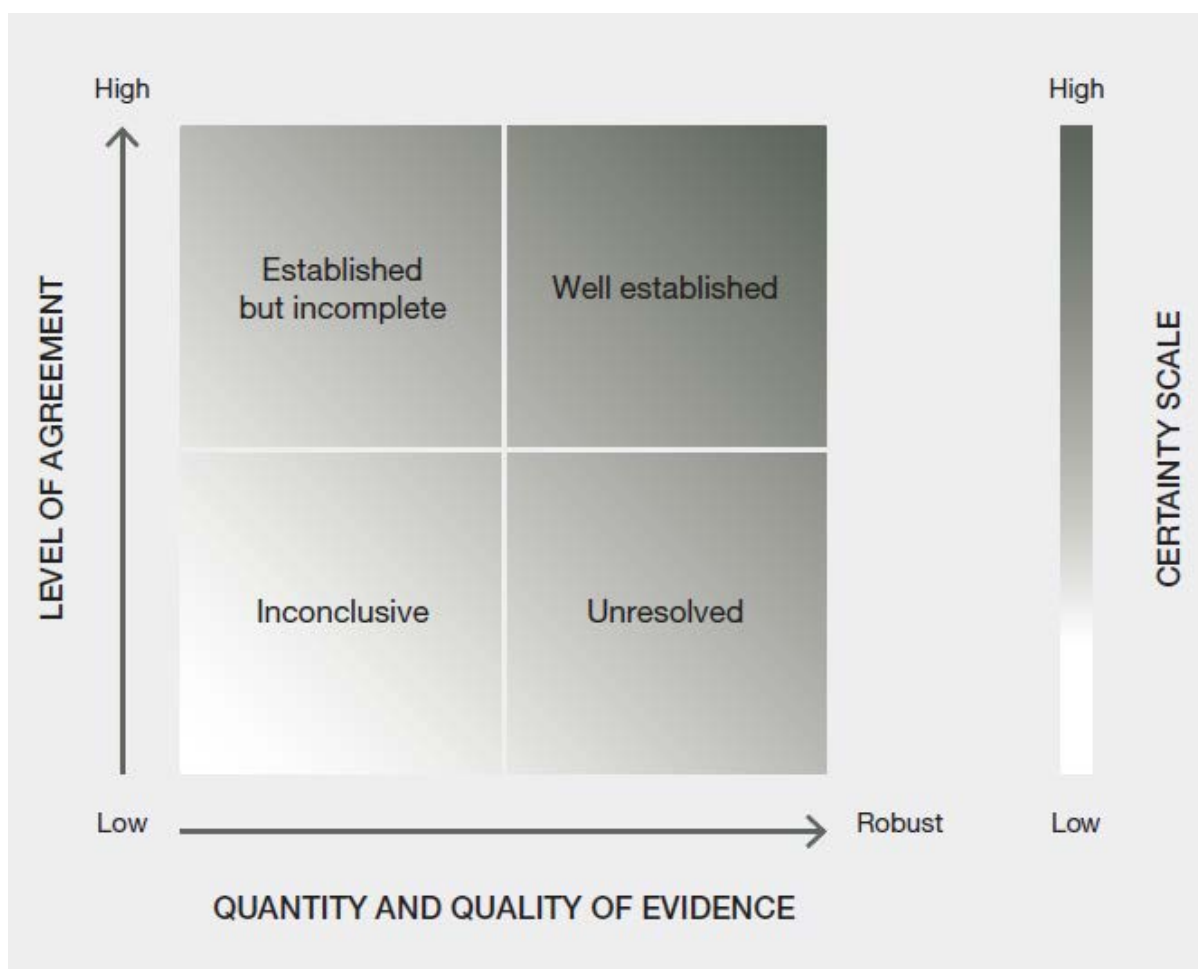 High
High
Established
but incomplete
Well established
LEVEL OF AGREEMENT
CERTAINTY SCALE
Inconclusive
Unresolved
Low
Robust
Low
QUANTITY AND QUALITY OF EVIDENCE